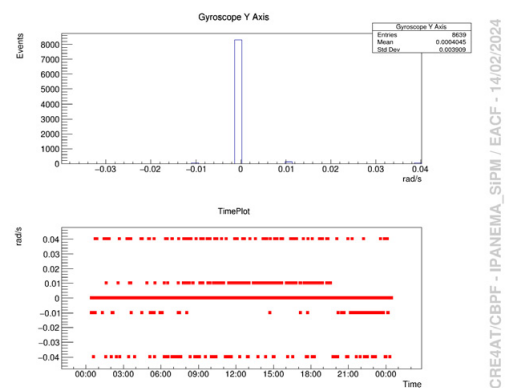 Gyroscope Y Axis
Gyroscope Y Axis
Entries 8639
Mean 0.0004045
Std Dev 0.003909
Events
8000
7000
6000
5000
4000
3000
2000
1000
0
−0.03 −0.02 −0.01 0 0.01 0.02 0.03 0.04
rad/s
TimePlot
rad/s
0.04
0.03
0.02
0.01
0
−0.01
−0.02
−0.03
−0.04
00:00 03:00 06:00 09:00 12:00 15:00 18:00 21:00 00:00
Time
CRE4AT/CBPF - IPANEMA_SiPM / EACF - 14/02/2024